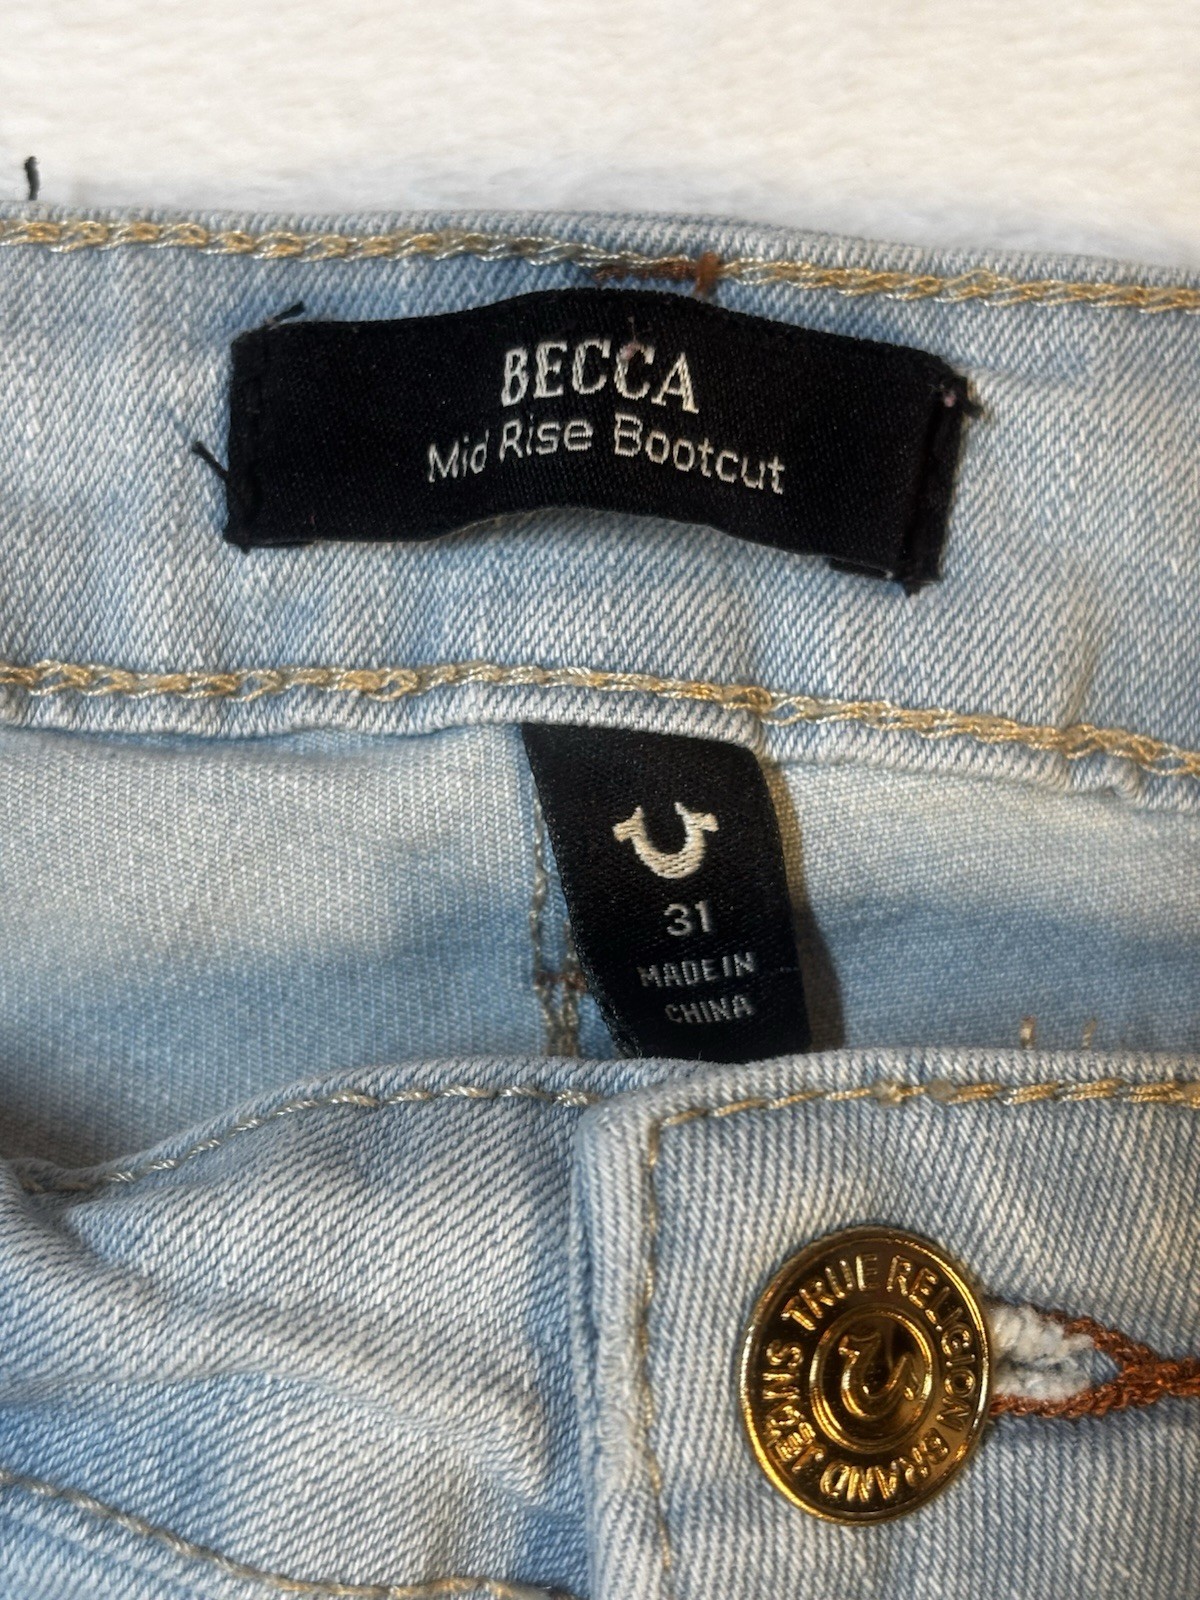 BECCA
Mid Rise Bootcut
31
MADE IN
CHINA
TRUE RELIGION BRAND JEANS